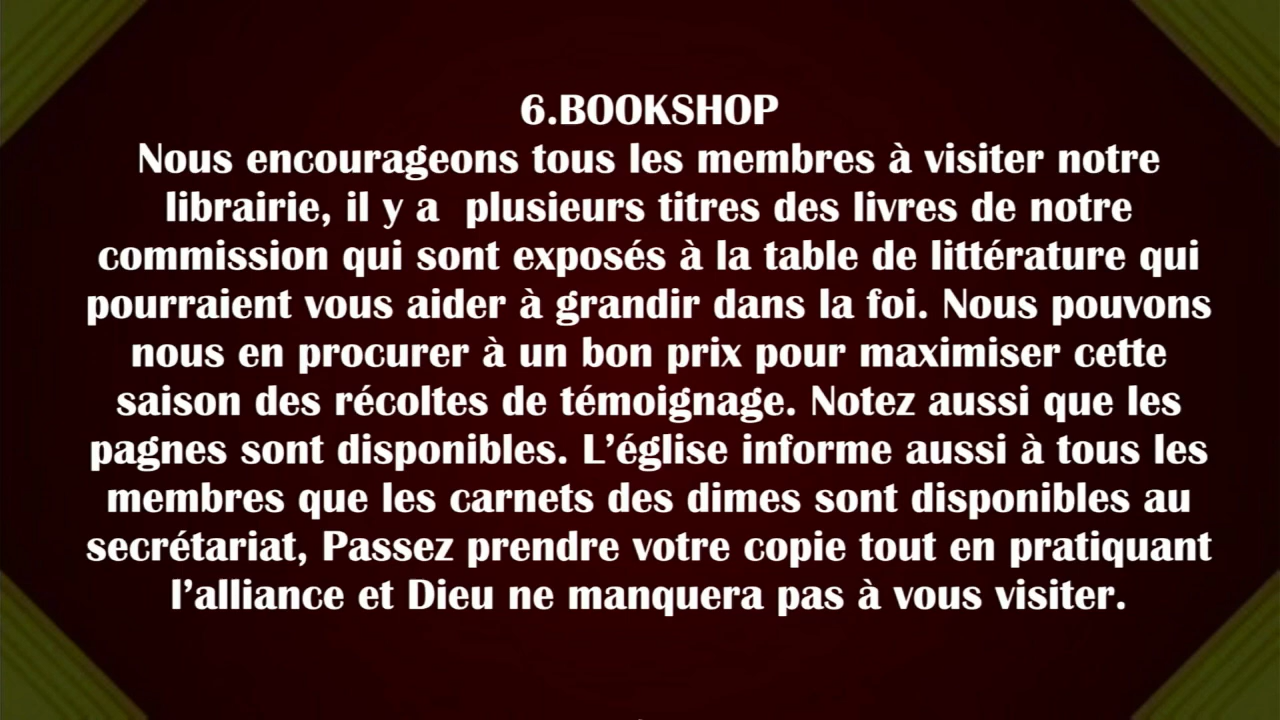 6.BOOKSHOP
Nous encourageons tous les membres à visiter notre
librairie, il y a  plusieurs titres des livres de notre
commission qui sont exposés à la table de littérature qui
pourraient vous aider à grandir dans la foi. Nous pouvons
nous en procurer à un bon prix pour maximiser cette
saison des récoltes de témoignage. Notez aussi que les
pagnes sont disponibles. L’église informe aussi à tous les
membres que les carnets des dimes sont disponibles au
secrétariat, Passez prendre votre copie tout en pratiquant
l’alliance et Dieu ne manquera pas à vous visiter.